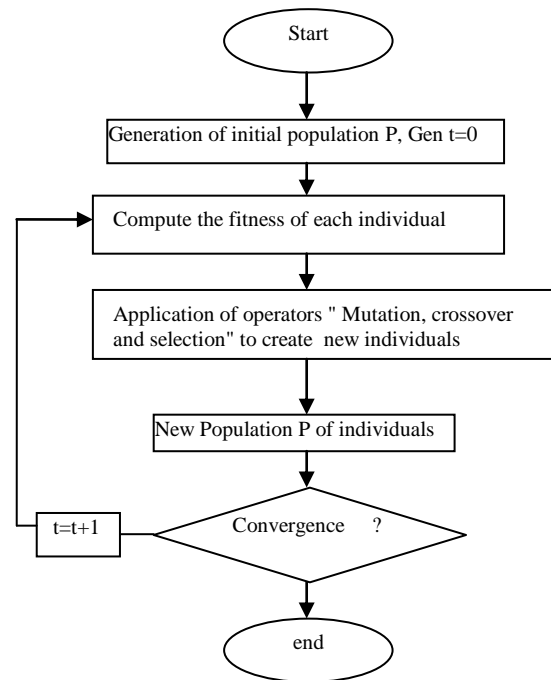 Start
Generation of initial population P, Gen t=0
Compute the fitness of each individual
Application of operators " Mutation, crossover
and selection" to create new individuals
New Population P of individuals
Convergence ?
t=t+1
end